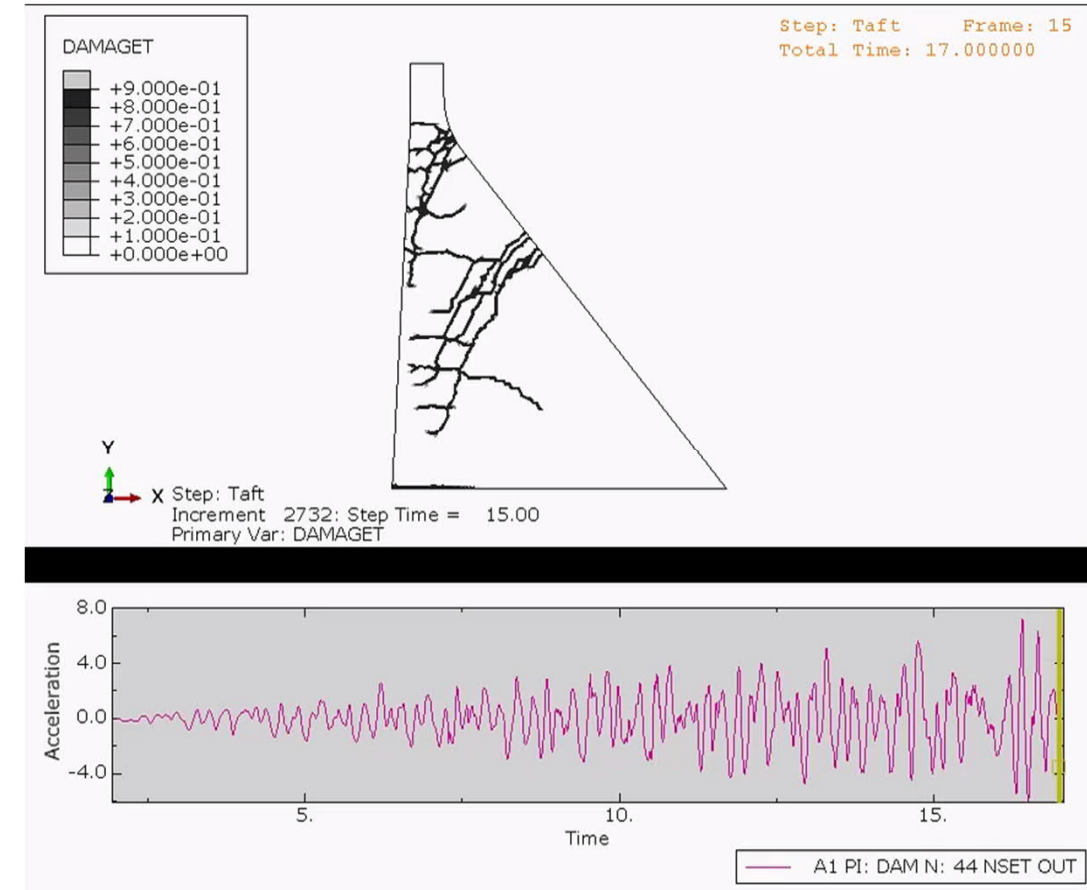 Step: Taft Frame: 15
Total Time: 17.000000
DAMAGET
+9.000e-01
+8.000e-01
+7.000e-01
+6.000e-01
+5.000e-01
+4.000e-01
+3.000e-01
+2.000e-01
+1.000e-01
+0.000e+00
Y
Z
X
Step: Taft
Increment 2732: Step Time = 15.00
Primary Var: DAMAGET
8.0
4.0
0.0
-4.0
Acceleration
5. 10. 15.
Time
A1 PI: DAM N: 44 NSET OUT